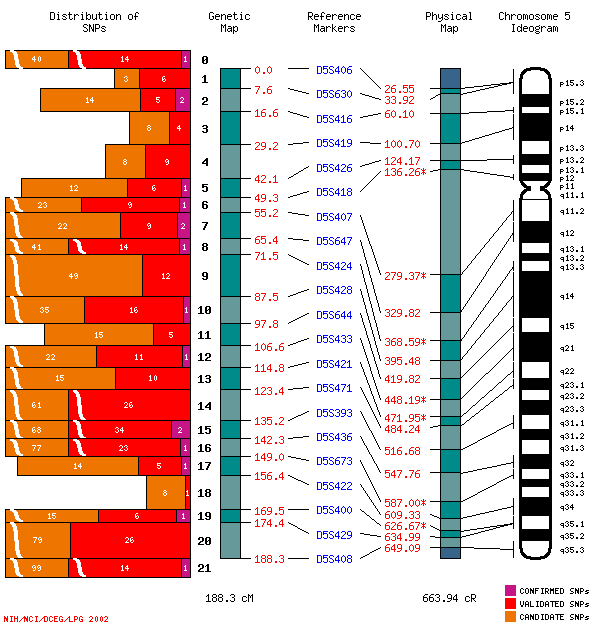 Distribution of SNPs
Genetic Map
Reference Markers
Physical Map
Chromosome 5 Ideogram
40 14 1 0
3 6 1
14 5 2 2
8 4 3
8 9 4
12 6 1 5
23 9 1 6
22 9 2 7
41 14 1 8
49 12 9
35 16 1 10
15 5 11
22 11 1 12
15 10 13
61 26 14
68 34 2 15
77 23 1 16
14 5 1 17
8 1 18
15 6 1 19
79 26 20
99 14 1 21
0.0
7.6
16.6
29.2
42.1
49.3
55.2
65.4
71.5
87.5
97.8
106.6
114.8
123.4
135.2
142.3
149.0
156.4
169.5
174.4
188.3
D5S406
D5S630
D5S416
D5S419
D5S426
D5S418
D5S407
D5S647
D5S424
D5S428
D5S644
D5S433
D5S421
D5S471
D5S393
D5S436
D5S673
D5S422
D5S400
D5S429
D5S408
26.55
33.92
60.10
100.70
124.17
136.26*
279.37*
329.82
368.59*
395.48
419.82
448.19*
471.95*
484.24
516.68
547.76
587.00*
609.33
626.67*
634.99
649.09
p15.3
p15.2
p15.1
p14
p13.3
p13.2
p13.1
p12
p11
q11.1
q11.2
q12
q13.1
q13.2
q13.3
q14
q15
q21
q22
q23.1
q23.2
q23.3
q31.1
q31.2
q31.3
q32
q33.1
q33.2
q33.3
q34
q35.1
q35.2
q35.3
188.3 cM
663.94 cR
CONFIRMED SNPs
VALIDATED SNPs
CANDIDATE SNPs
NIH/NCI/DCEG/LPG 2002